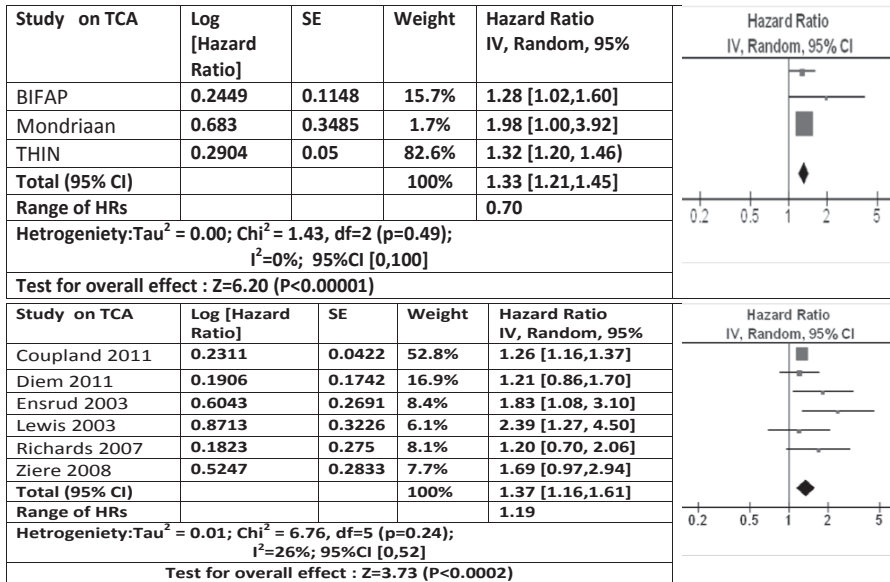 Study on TCA Log [Hazard Ratio] SE Weight Hazard Ratio IV, Random, 95%
BIFAP 0.2449 0.1148 15.7% 1.28 [1.02,1.60]
Mondriaan 0.683 0.3485 1.7% 1.98 [1.00,3.92]
THIN 0.2904 0.05 82.6% 1.32 [1.20, 1.46)
Total (95% CI) 100% 1.33 [1.21,1.45]
Range of HRs 0.70
Hetrogeniety:Tau² = 0.00; Chi² = 1.43, df=2 (p=0.49);
I²=0%; 95%CI [0,100]
Test for overall effect : Z=6.20 (P<0.00001)
Hazard Ratio
IV, Random, 95% CI
0.2 0.5 1 2 5
Study on TCA Log [Hazard Ratio] SE Weight Hazard Ratio IV, Random, 95%
Coupland 2011 0.2311 0.0422 52.8% 1.26 [1.16,1.37]
Diem 2011 0.1906 0.1742 16.9% 1.21 [0.86,1.70]
Ensrud 2003 0.6043 0.2691 8.4% 1.83 [1.08, 3.10]
Lewis 2003 0.8713 0.3226 6.1% 2.39 [1.27, 4.50]
Richards 2007 0.1823 0.275 8.1% 1.20 [0.70, 2.06]
Ziere 2008 0.5247 0.2833 7.7% 1.69 [0.97,2.94]
Total (95% CI) 100% 1.37 [1.16,1.61]
Range of HRs 1.19
Hetrogeniety:Tau² = 0.01; Chi² = 6.76, df=5 (p=0.24);
I²=26%; 95%CI [0,52]
Test for overall effect : Z=3.73 (P<0.0002)
Hazard Ratio
IV, Random, 95% CI
0.2 0.5 1 2 5